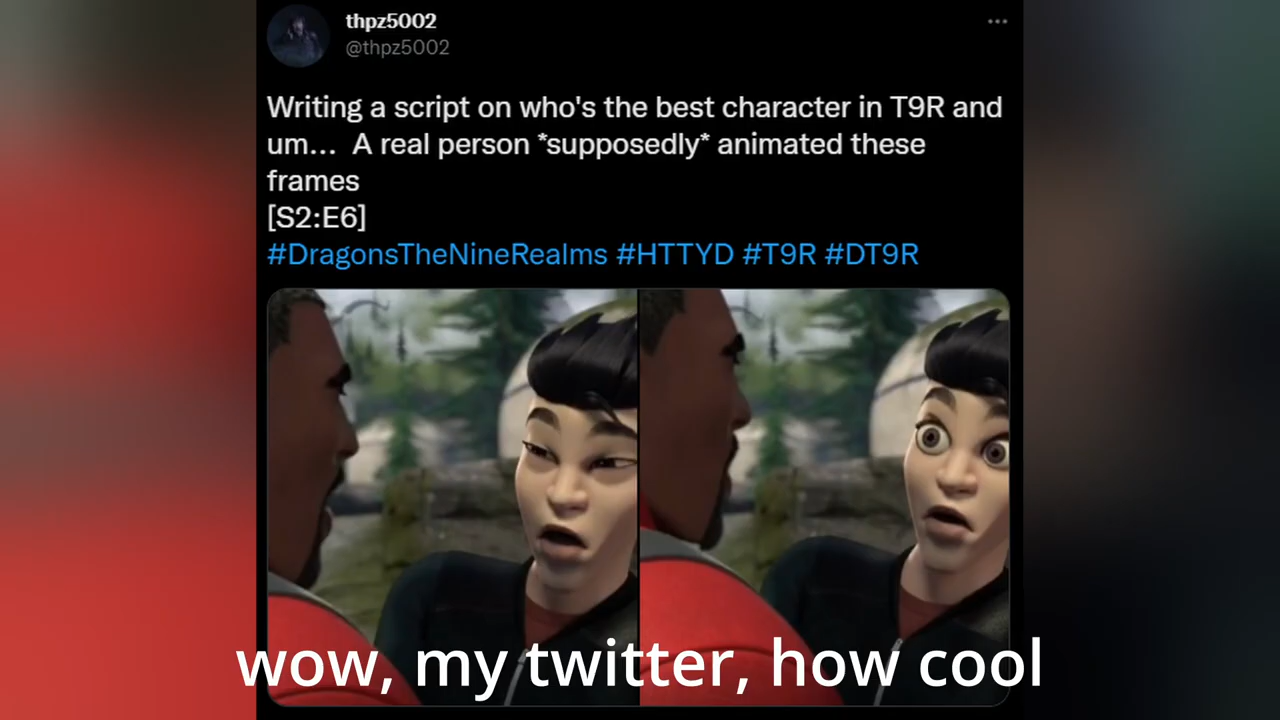 thpz5002
@thpz5002
Writing a script on who's the best character in T9R and
um...  A real person *supposedly* animated these
frames
[S2:E6]
#DragonsTheNineRealms #HTTYD #T9R #DT9R
wow, my twitter, how cool